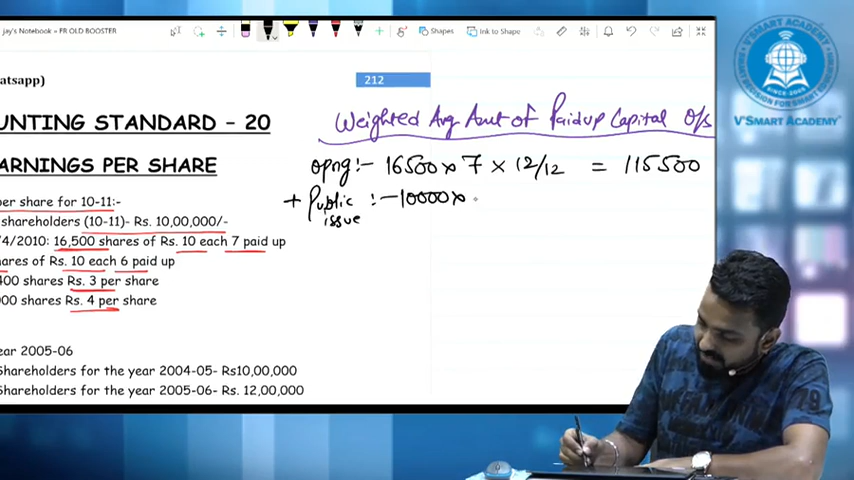 jay's Notebook » FR OLD BOOSTER
Shapes
Ink to Shape
atsapp)
212
UNTING STANDARD - 20
ARNINGS PER SHARE
per share for 10-11:-
shareholders (10-11)- Rs. 10,00,000/-
/4/2010: 16,500 shares of Rs. 10 each 7 paid up
ares of Rs. 10 each 6 paid up
400 shares Rs. 3 per share
000 shares Rs. 4 per share
ear 2005-06
Shareholders for the year 2004-05- Rs10,00,000
Shareholders for the year 2005-06- Rs. 12,00,000
Weighted Avg Amt of Paidup Capital O/s
opng:- 16500 x 7 x 12/12 = 115500
+ Public issue :- 10000 x
V'SMART ACADEMY
SINCE-2008
V'SMART ACADEMY
79